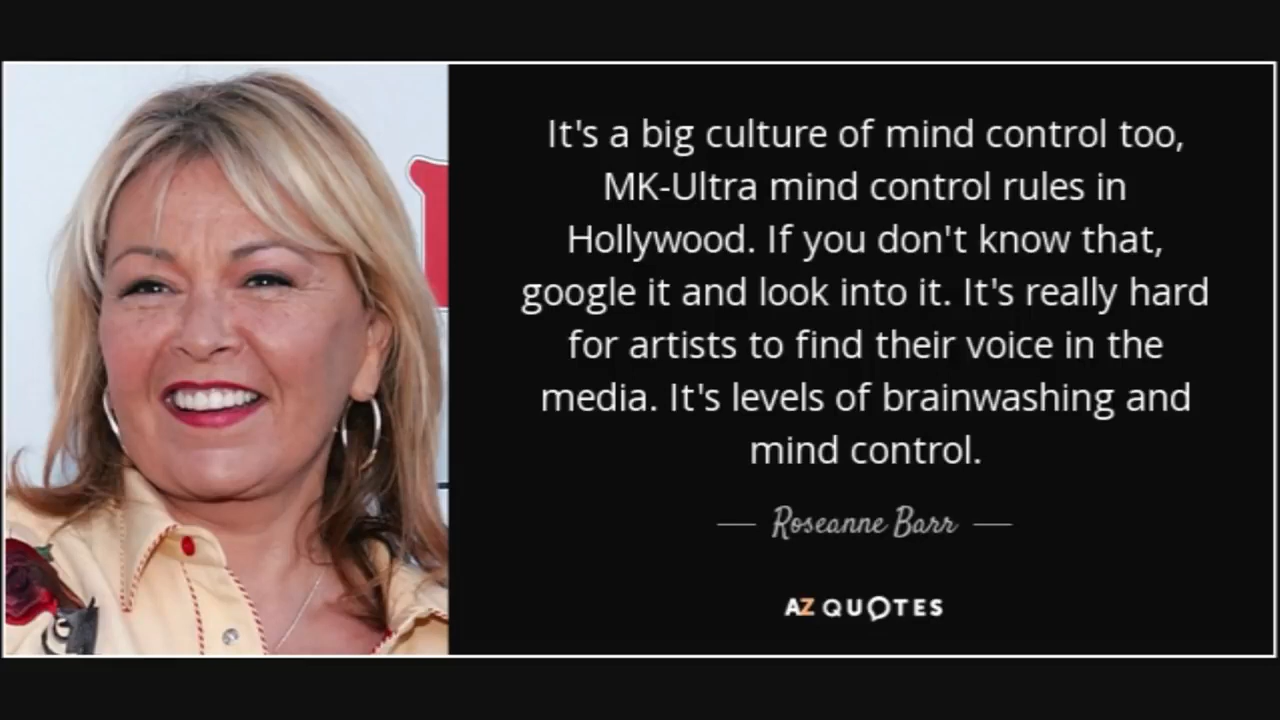 It's a big culture of mind control too,
MK-Ultra mind control rules in
Hollywood. If you don't know that,
google it and look into it. It's really hard
for artists to find their voice in the
media. It's levels of brainwashing and
mind control.
Roseanne Barr
AZ QUOTES